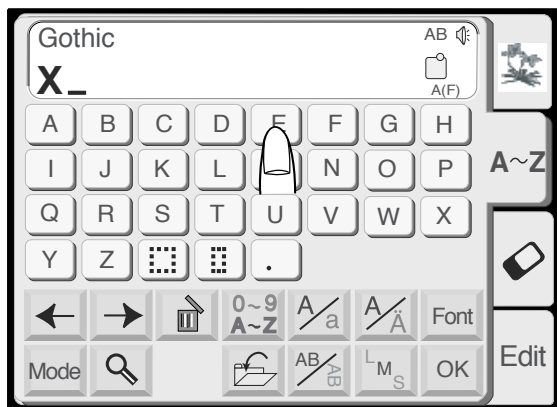 Gothic
AB
X_
A(F)
A B C D E F G H
I J K L N O P
A~Z
Q R S T U V W X
Y Z .
0~9
A~Z
A/a
A/Ä
Font
Mode
AB/AB
L M S
OK
Edit